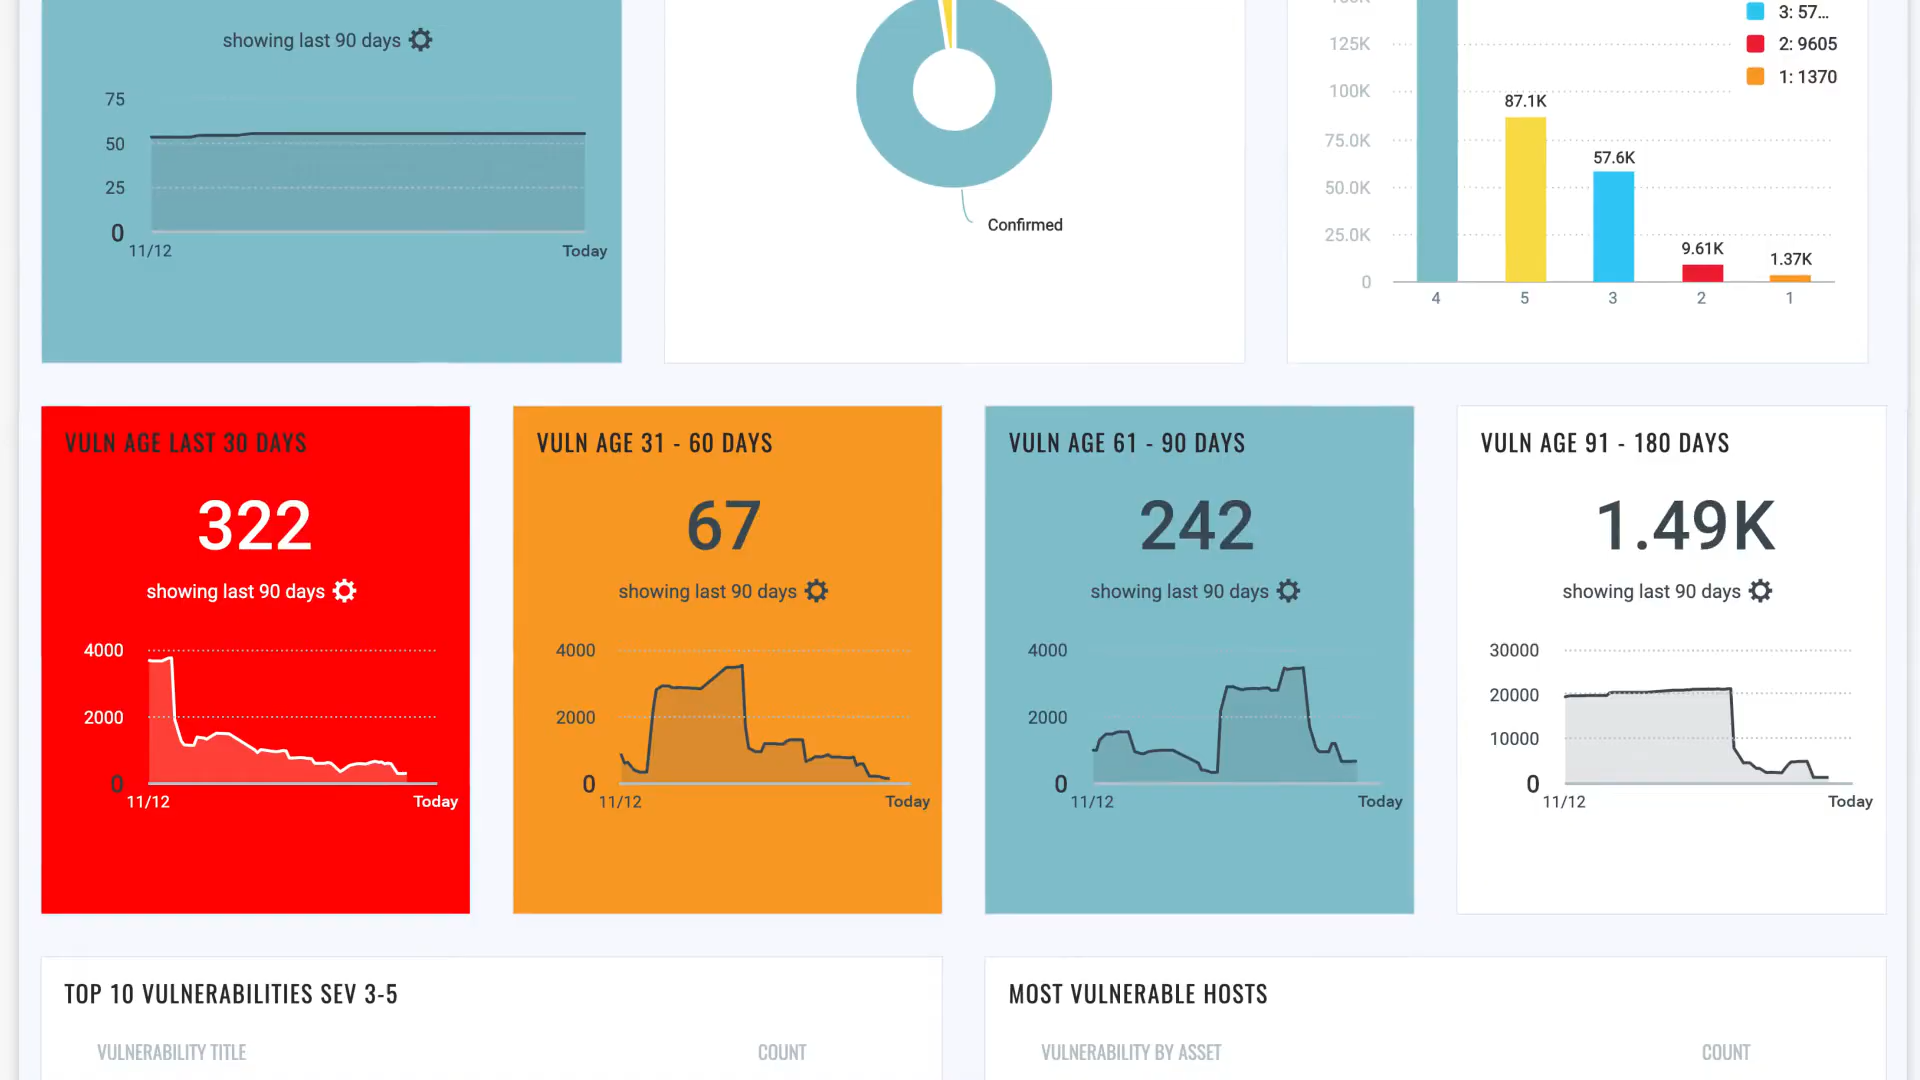 showing last 90 days
75
50
25
0
11/12
Today
Confirmed
3: 57...
2: 9605
1: 1370
125K
100K
75.0K
50.0K
25.0K
0
87.1K
57.6K
9.61K
1.37K
4
5
3
2
1
VULN AGE LAST 30 DAYS
322
showing last 90 days
4000
2000
0
11/12
Today
VULN AGE 31 - 60 DAYS
67
showing last 90 days
4000
2000
0
11/12
Today
VULN AGE 61 - 90 DAYS
242
showing last 90 days
4000
2000
0
11/12
Today
VULN AGE 91 - 180 DAYS
1.49K
showing last 90 days
30000
20000
10000
0
11/12
Today
TOP 10 VULNERABILITIES SEV 3-5
VULNERABILITY TITLE
COUNT
MOST VULNERABLE HOSTS
VULNERABILITY BY ASSET
COUNT